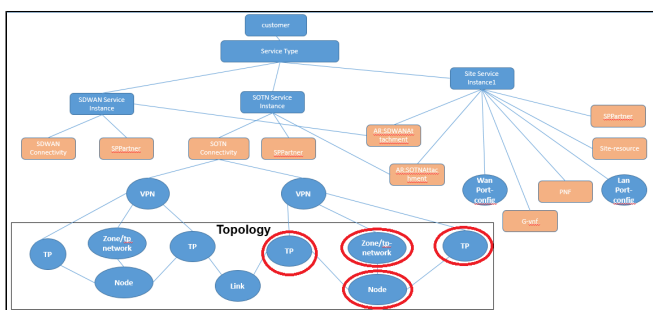 customer
Service Type
SDWAN Service
Instance
SOTN Service
Instance
Site Service
Instance1
SDWAN
Connectivity
SPPartner
SOTN
Connectivity
SPPartner
AR:SDWANAt
tachment
AR:SOTNAttac
hment
SPPartner
Site-resource
Wan
Port-
config
PNF
Lan
Port-
config
G-vnf
VPN
VPN
Topology
TP
Zone/tp
network
TP
TP
Zone/tp-
network
TP
Node
Link
Node